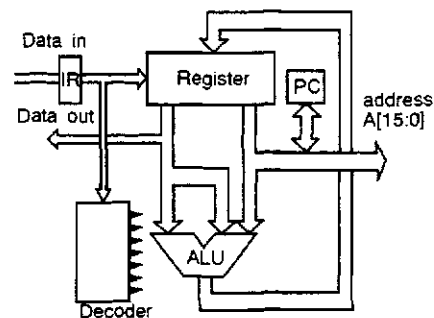 Data in
IR
Register
PC
address
A[15:0]
Data out
ALU
Decoder